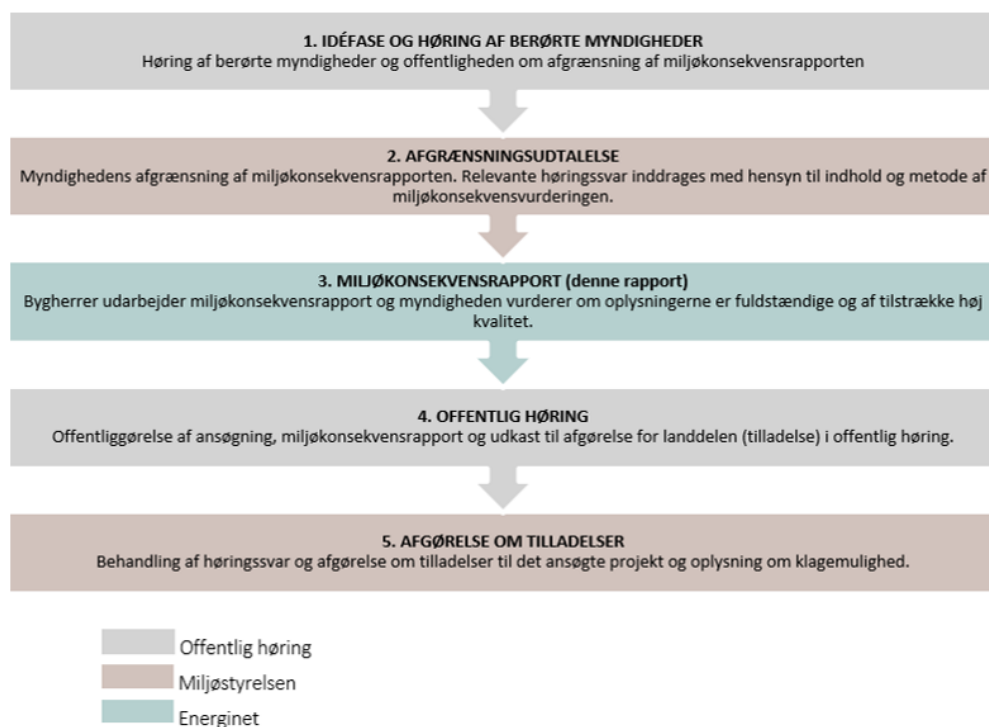 1. IDÉFASE OG HØRING AF BERØRTE MYNDIGHEDER
Høring af berørte myndigheder og offentligheden om afgrænsning af miljøkonsekvensrapporten
2. AFGRÆNSNINGSUDTALELSE
Myndighedens afgrænsning af miljøkonsekvensrapporten. Relevante høringssvar inddrages med hensyn til indhold og metode af
miljøkonsekvensvurderingen.
3. MILJØKONSEKVENSRAPPORT (denne rapport)
Bygherrer udarbejder miljøkonsekvensrapport og myndigheden vurderer om oplysningerne er fuldstændige og af tilstrække høj
kvalitet.
4. OFFENTLIG HØRING
Offentliggørelse af ansøgning, miljøkonsekvensrapport og udkast til afgørelse for landdelen (tilladelse) i offentlig høring.
5. AFGØRELSE OM TILLADELSER
Behandling af høringssvar og afgørelse om tilladelser til det ansøgte projekt og oplysning om klagemulighed.
Offentlig høring
Miljøstyrelsen
Energinet